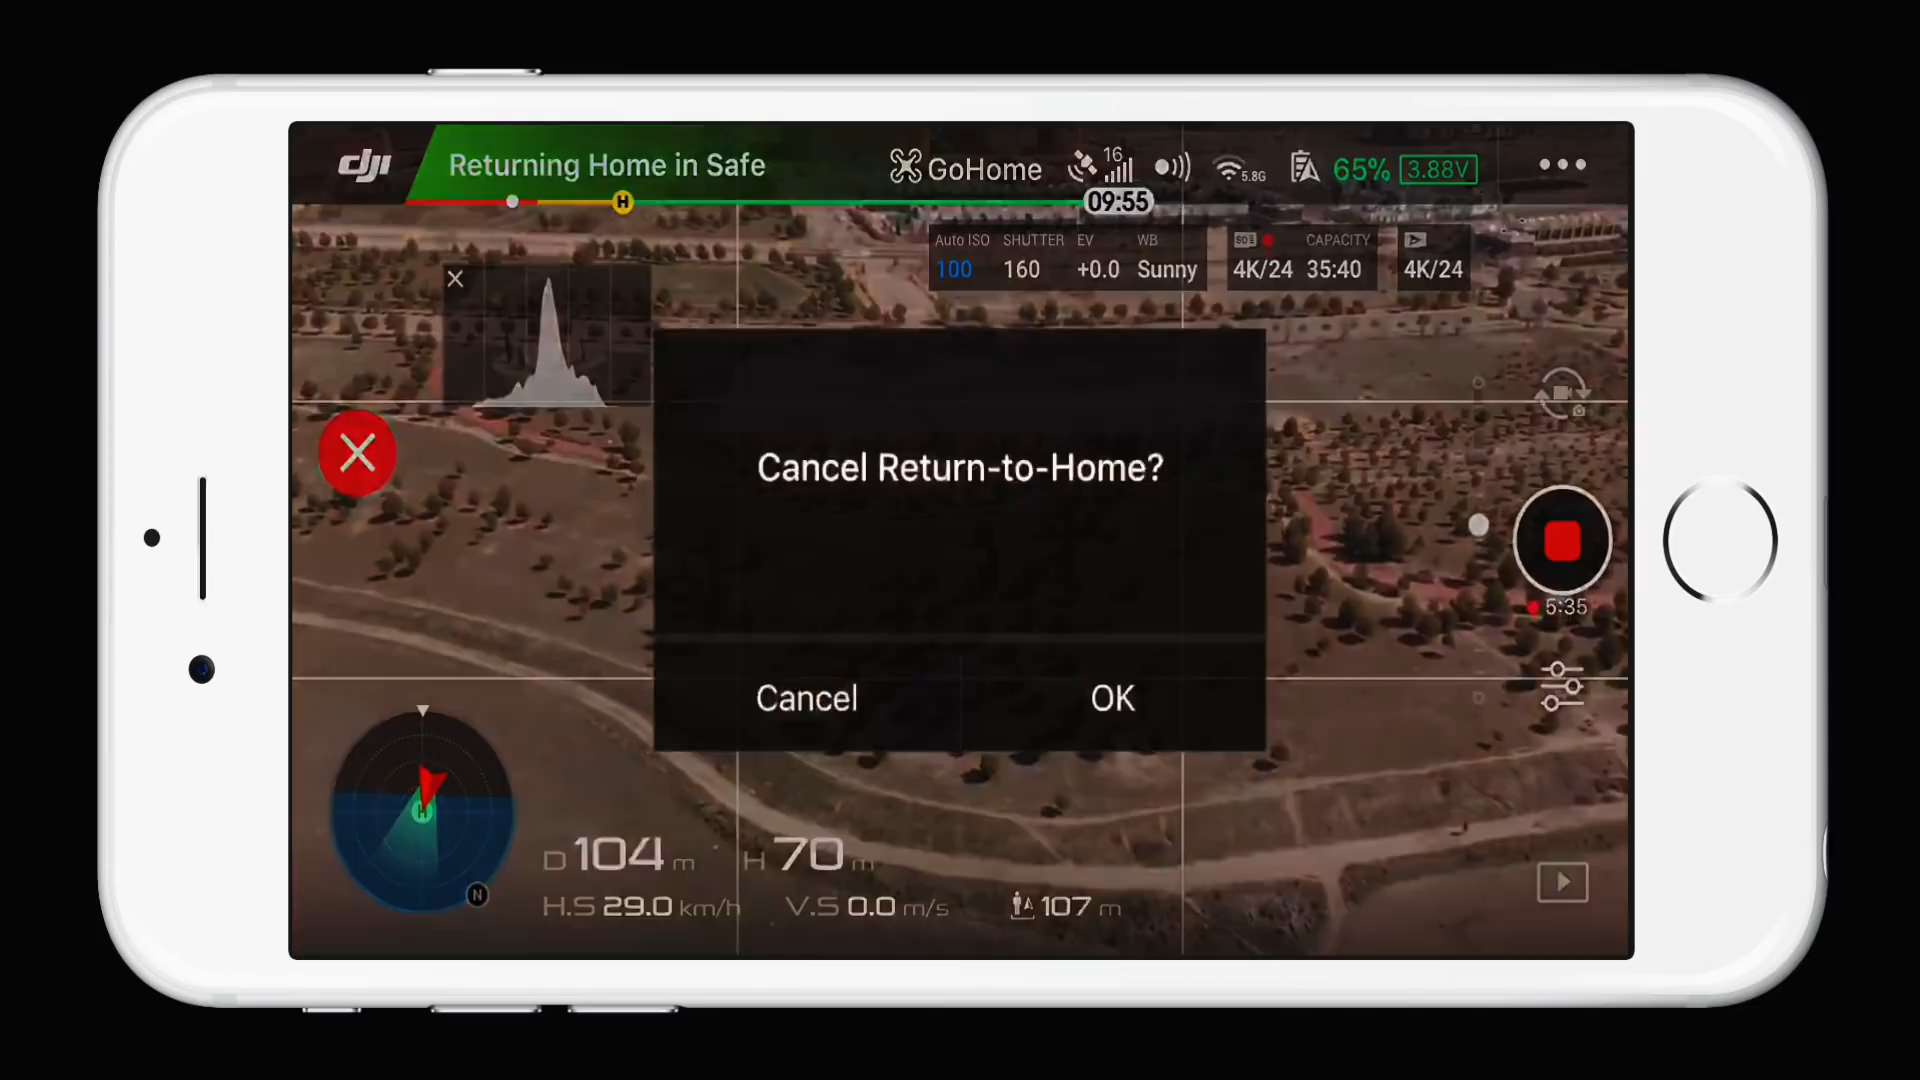 dji Returning Home in Safe GoHome 16 5.8G 65% 3.88V
H 09:55
Auto ISO SHUTTER EV WB SD CAPACITY
100 160 +0.0 Sunny 4K/24 35:40 4K/24
Cancel Return-to-Home?
5:35
Cancel OK
H
N
D 104 m H 70 m
H.S 29.0 km/h V.S 0.0 m/s 107 m